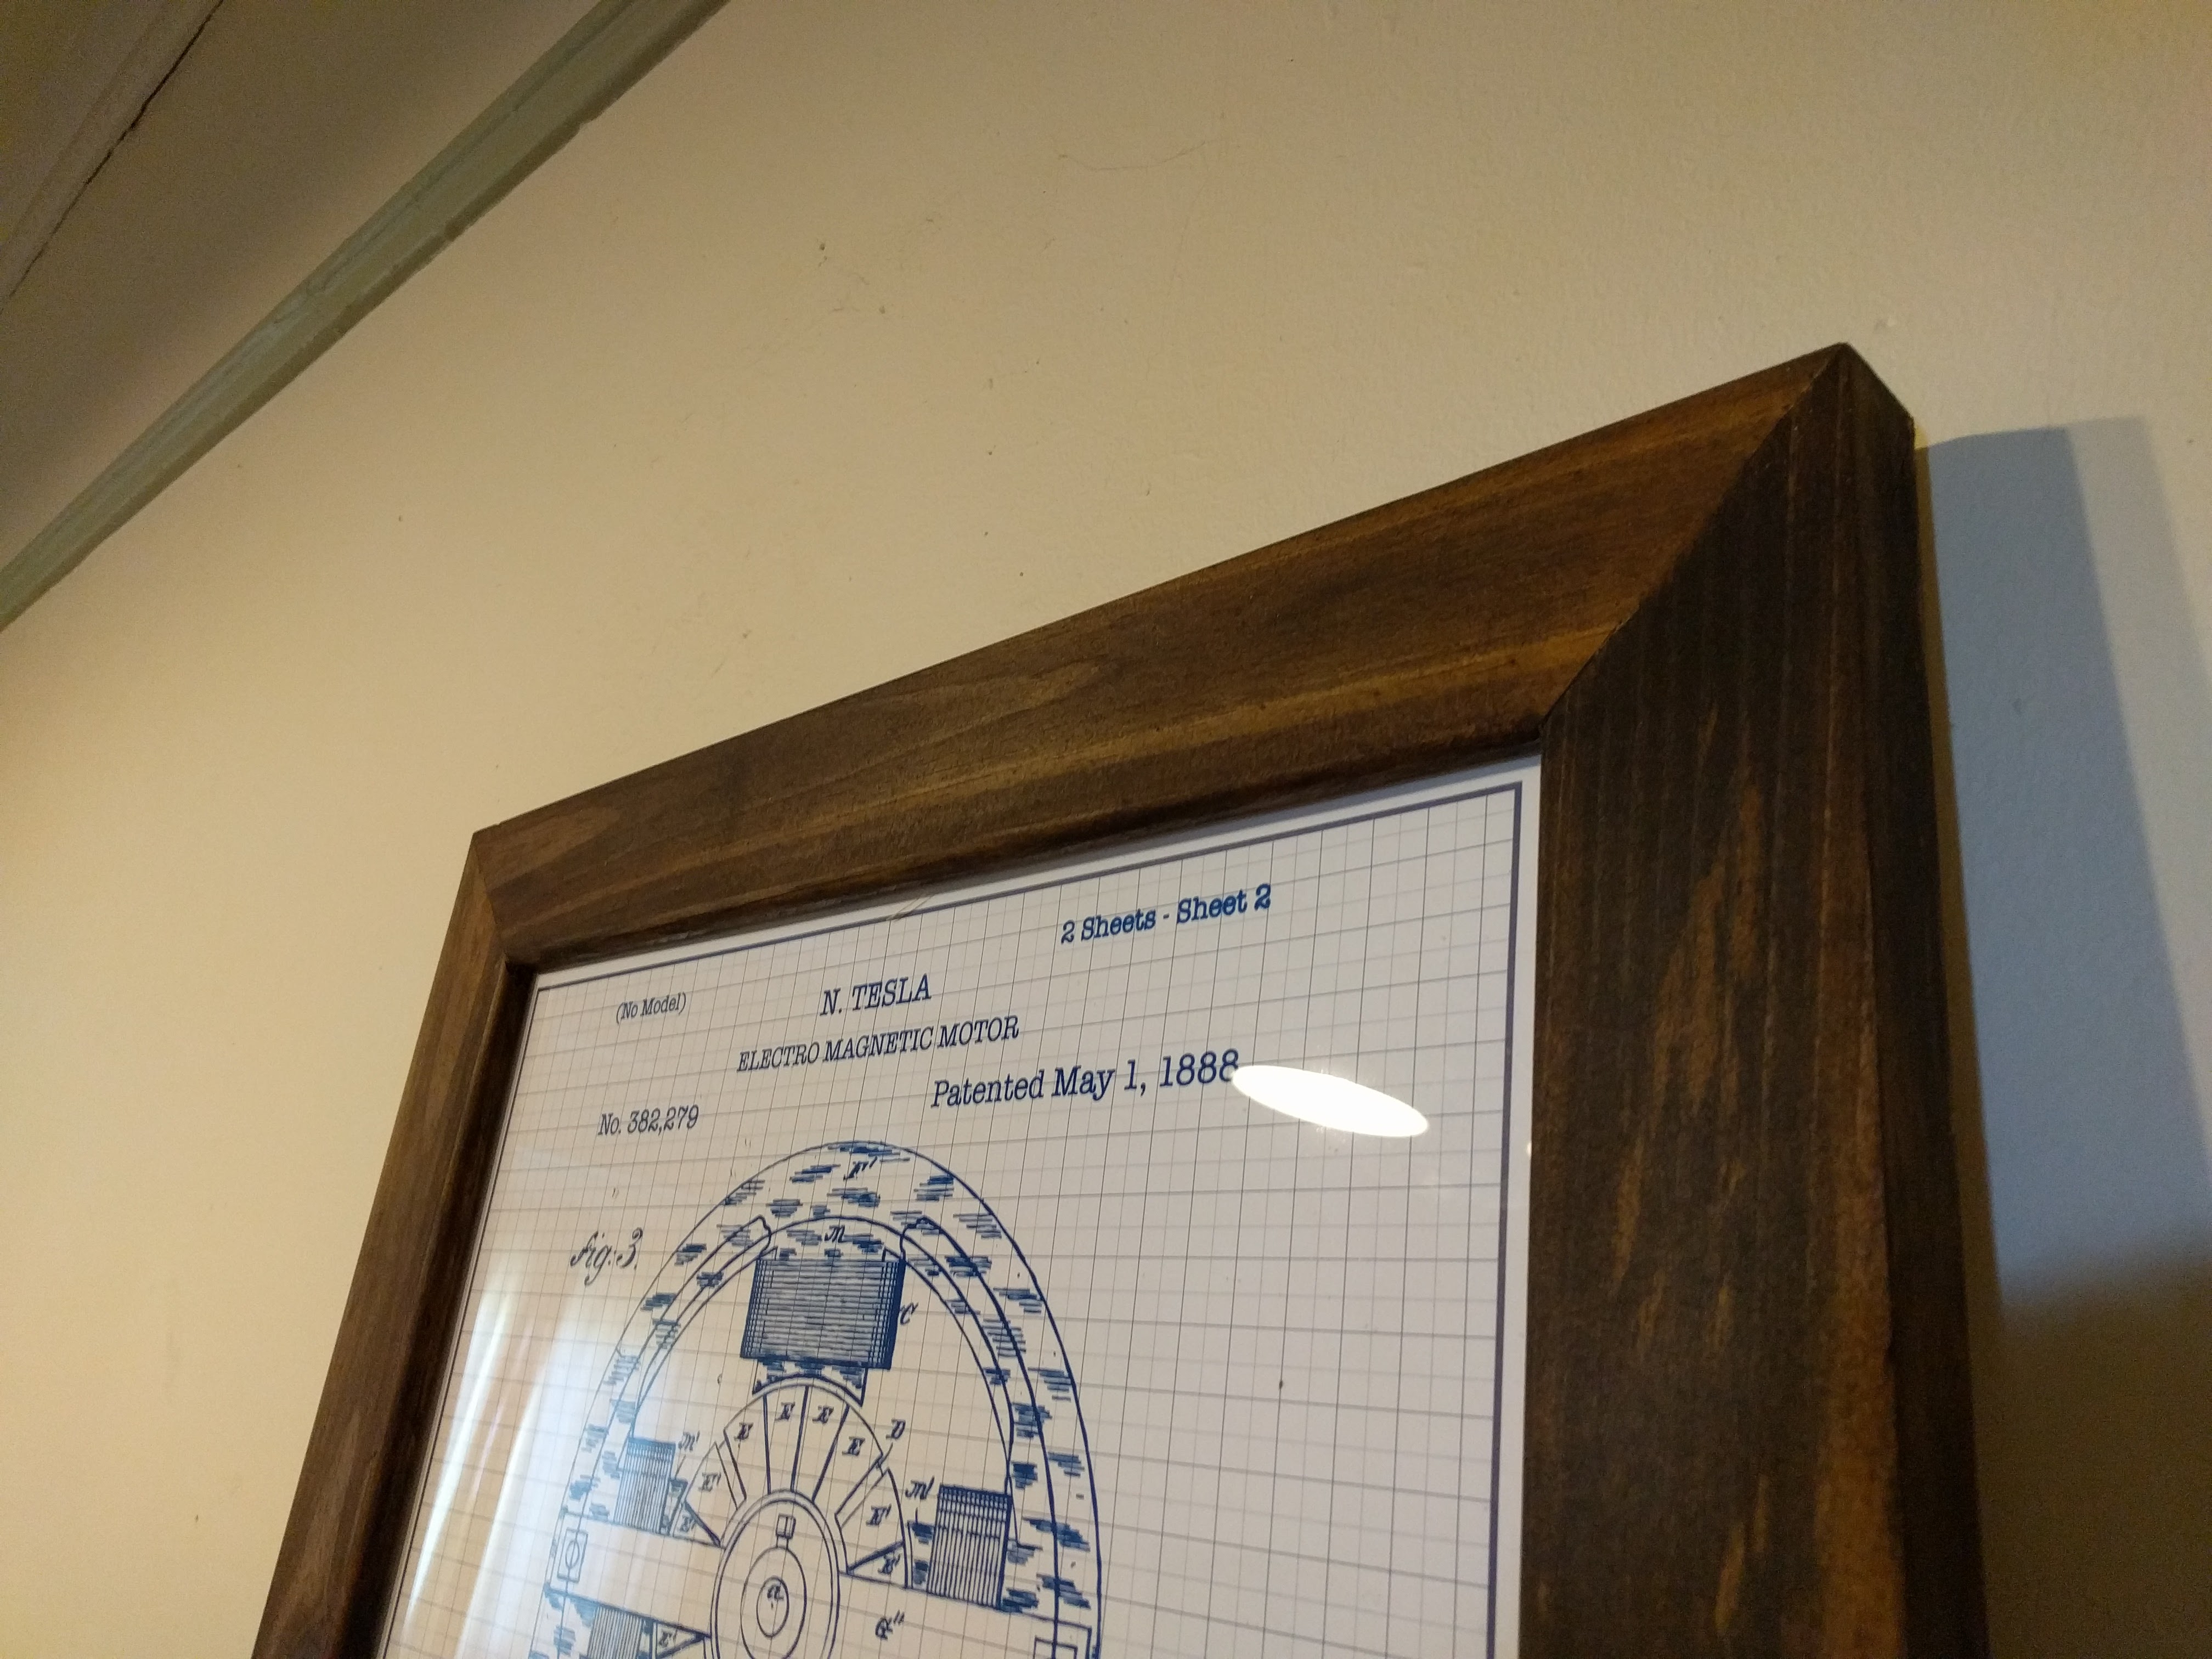 2 Sheets - Sheet 2
(No Model)
N. TESLA
ELECTRO MAGNETIC MOTOR
Patented May 1, 1888
No. 382,279
fig: 3.
m
C
E
E
E
E
D
m'
E'
m'
E'
E'
E'
a
G''
E'